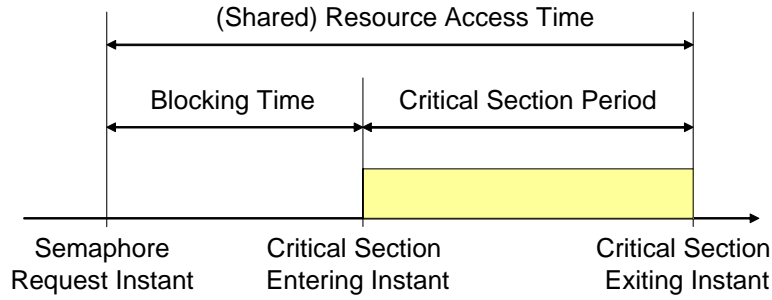 (Shared) Resource Access Time
Blocking Time
Critical Section Period
Semaphore
Request Instant
Critical Section
Entering Instant
Critical Section
Exiting Instant